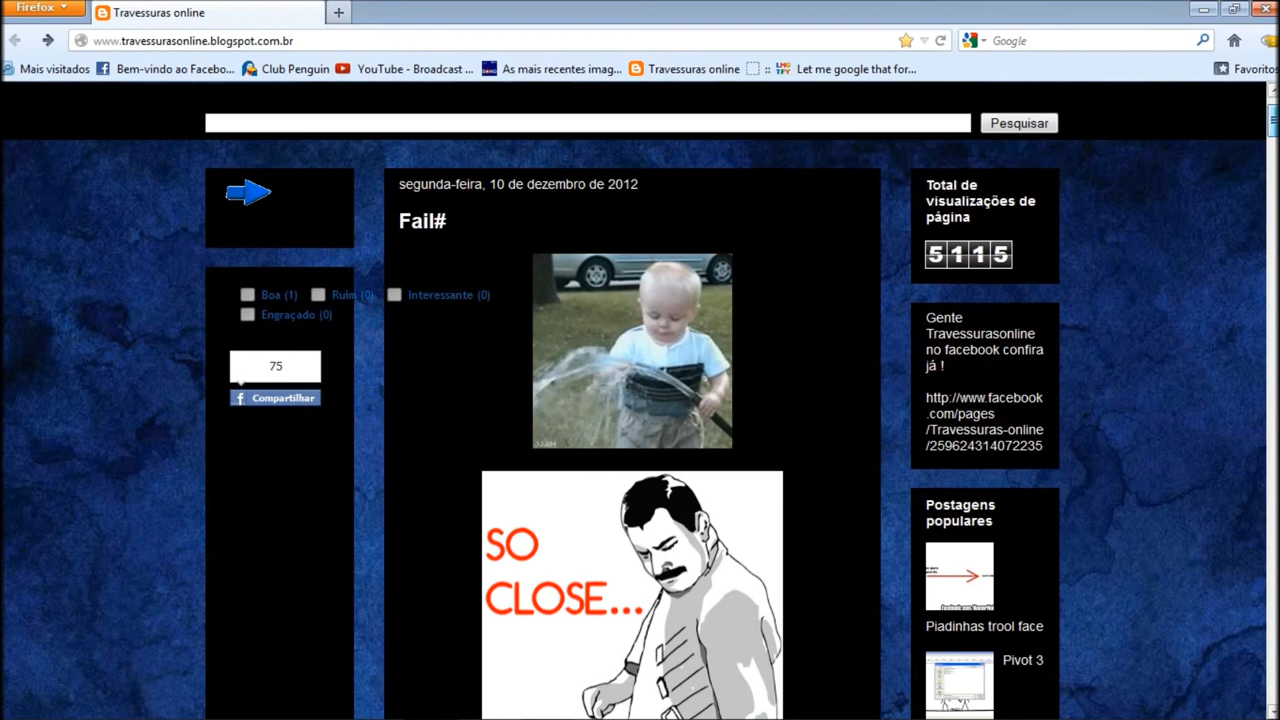 Firefox
Travessuras online
www.travessurasonline.blogspot.com.br
Google
Mais visitados
Bem-vindo ao Facebo...
Club Penguin
YouTube - Broadcast ...
As mais recentes imag...
Travessuras online
::
LMG TFY
Let me google that for...
Favoritos
Pesquisar
segunda-feira, 10 de dezembro de 2012
Fail#
Boa (1)
Ruim (0)
Interessante (0)
Engraçado (0)
75
Compartilhar
JJ.AM
SO
CLOSE...
Total de
visualizações de
página
5115
Gente
Travessurasonline
no facebook confira
já !
http://www.facebook
.com/pages
/Travessuras-online
/259624314072235
Postagens
populares
Piadinhas trool face
Pivot 3